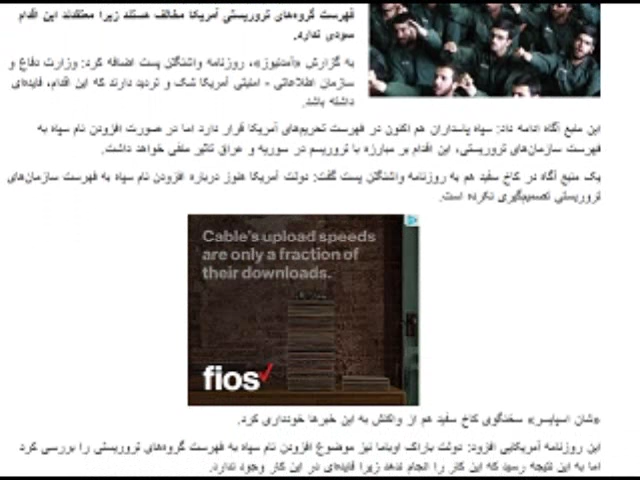 فهرست گروه‌های تروریستی آمریکا مخالف هستند زیرا معتقدند این اقدام
سودی ندارد.
به گزارش «آمدنیوز»، روزنامه واشنگتن پست اضافه کرد: وزارت دفاع و
سازمان اطلاعاتی - امنیتی آمریکا شک و تردید دارند که این اقدام، فایده‌ای
داشته باشد.
این منبع آگاه ادامه داد: سپاه پاسداران هم اکنون در فهرست تحریم‌های آمریکا قرار دارد اما در صورت افزودن نام سپاه به
فهرست سازمان‌های تروریستی، این اقدام بر مبارزه با تروریسم در سوریه و عراق تاثیر منفی خواهد داشت.
یک منبع آگاه در کاخ سفید هم به روزنامه واشنگتن پست گفت: دولت آمریکا هنوز درباره افزودن نام سپاه به فهرست سازمان‌های
تروریستی تصمیمگیری نکرده است.
Cable's upload speeds
are only a fraction of
their downloads.
fios
«شان اسپایسر» سخنگوی کاخ سفید هم از واکنش به این خبرها خودداری کرد.
این روزنامه آمریکایی افزود: دولت باراک اوباما نیز موضوع افزودن نام سپاه به فهرست گروه‌های تروریستی را بررسی کرد
اما به این نتیجه رسید که این کار را انجام ندهد زیرا فایده‌ای در این کار وجود ندارد.